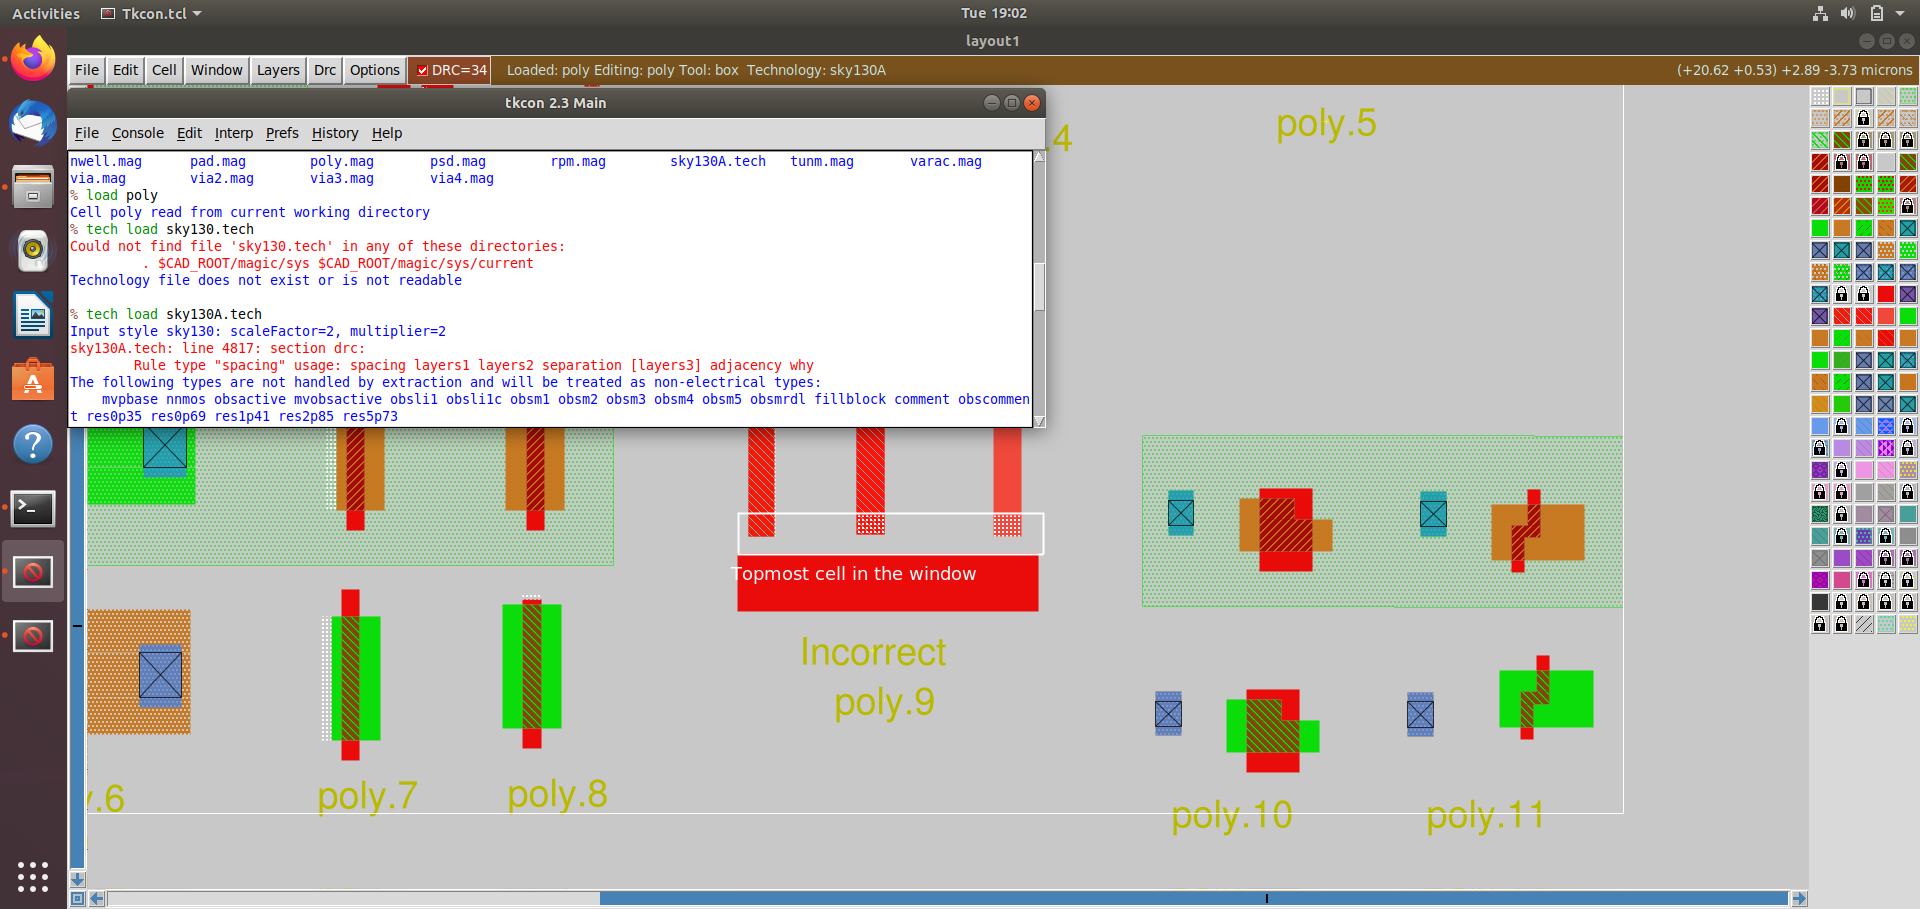 Activities Tkcon.tcl Tue 19:02
layout1
File Edit Cell Window Layers Drc Options DRC=34 Loaded: poly Editing: poly Tool: box Technology: sky130A (+20.62 +0.53) +2.89 -3.73 microns
tkcon 2.3 Main
File Console Edit Interp Prefs History Help
nwell.mag pad.mag poly.mag psd.mag rpm.mag sky130A.tech tunm.mag varac.mag
via.mag via2.mag via3.mag via4.mag
% load poly
Cell poly read from current working directory
% tech load sky130.tech
Could not find file 'sky130.tech' in any of these directories:
. $CAD_ROOT/magic/sys $CAD_ROOT/magic/sys/current
Technology file does not exist or is not readable
% tech load sky130A.tech
Input style sky130: scaleFactor=2, multiplier=2
sky130A.tech: line 4817: section drc:
Rule type "spacing" usage: spacing layers1 layers2 separation [layers3] adjacency why
The following types are not handled by extraction and will be treated as non-electrical types:
mvpbase nnmos obsactive mvobsactive obsli1 obsli1c obsm1 obsm2 obsm3 obsm4 obsm5 obsmrdl fillblock comment obscommen
t res0p35 res0p69 res1p41 res2p85 res5p73
.4
poly.5
Topmost cell in the window
Incorrect
poly.9
y.6
poly.7
poly.8
poly.10
poly.11